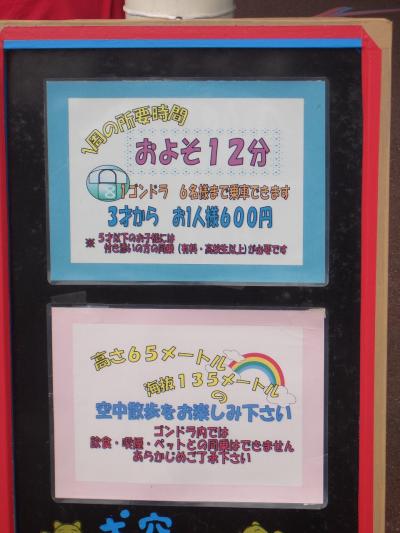 1周の所要時間
およそ12分
1ゴンドラ 6名様まで乗車できます
3才から お1人様600円
※ 5才以下のお子様には
付き添いの方の同乗(有料・高校生以上)が必要です
高さ65メートル
海抜135メートル
の
空中散歩をお楽しみ下さい
ゴンドラ内では
飲食・喫煙・ペットとの同乗はできません
あらかじめご了承下さい